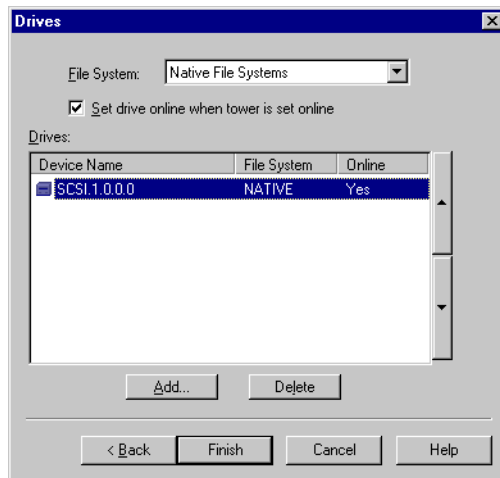 Drives
File System: Native File Systems
Set drive online when tower is set online
Drives:
Device Name File System Online
SCSI.1.0.0.0 NATIVE Yes
Add... Delete
< Back Finish Cancel Help